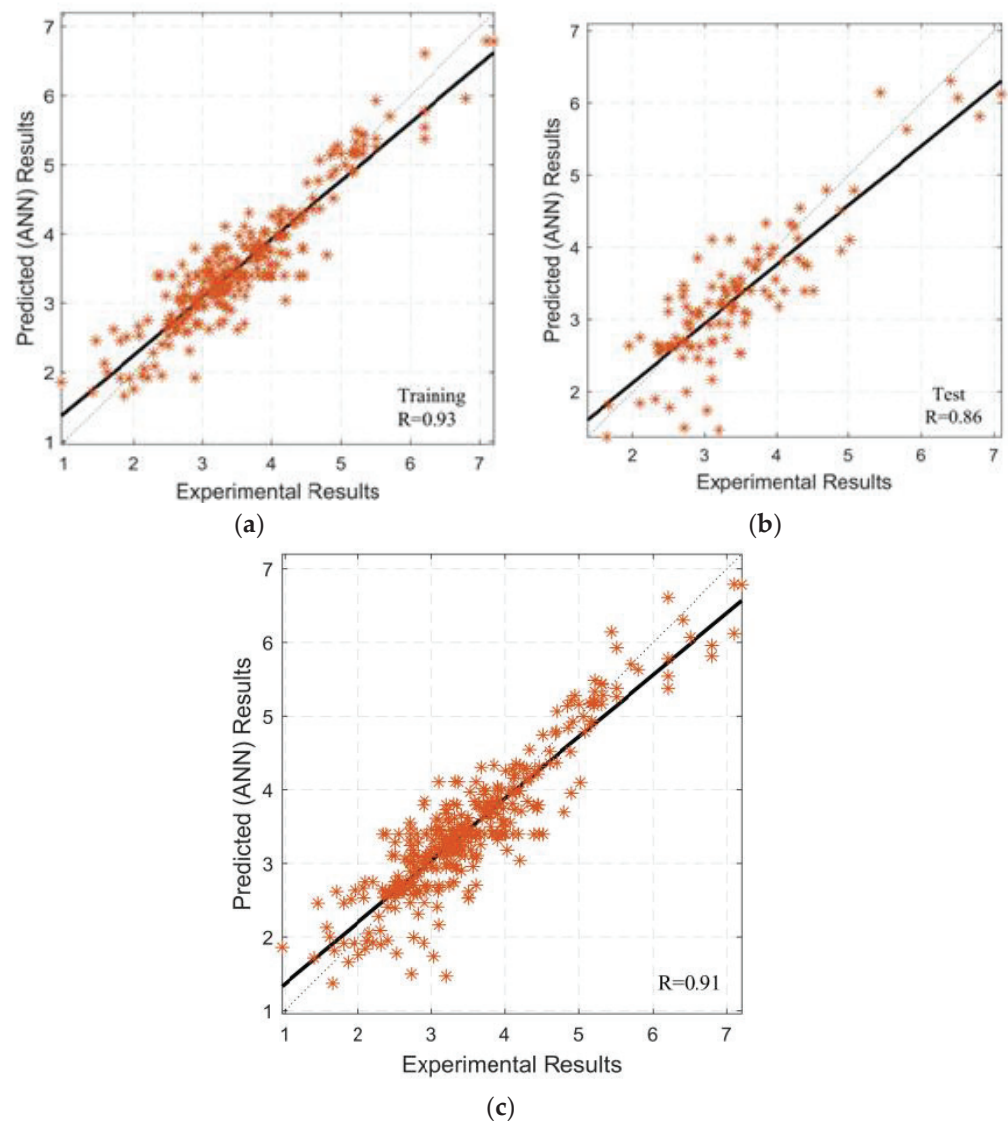 7
6
5
4
3
2
1
Predicted (ANN) Results
Training
R=0.93
1 2 3 4 5 6 7
Experimental Results
(a)
7
6
5
4
3
2
Predicted (ANN) Results
Test
R=0.86
2 3 4 5 6 7
Experimental Results
(b)
7
6
5
4
3
2
1
Predicted (ANN) Results
R=0.91
1 2 3 4 5 6 7
Experimental Results
(c)